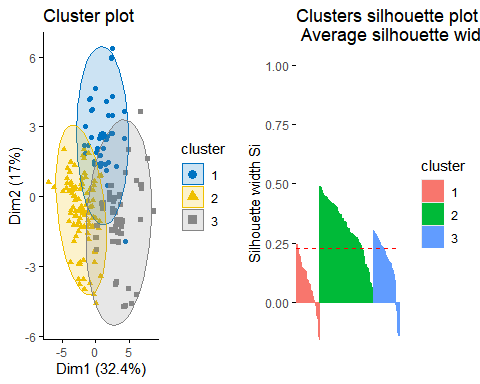 Cluster plot
6
3
0
-3
-6
Dim2 (17%)
-5
0
5
Dim1 (32.4%)
cluster
1
2
3
Clusters silhouette plot
Average silhouette wid
1.00
0.75
0.50
0.25
0.00
Silhouette width Si
cluster
1
2
3